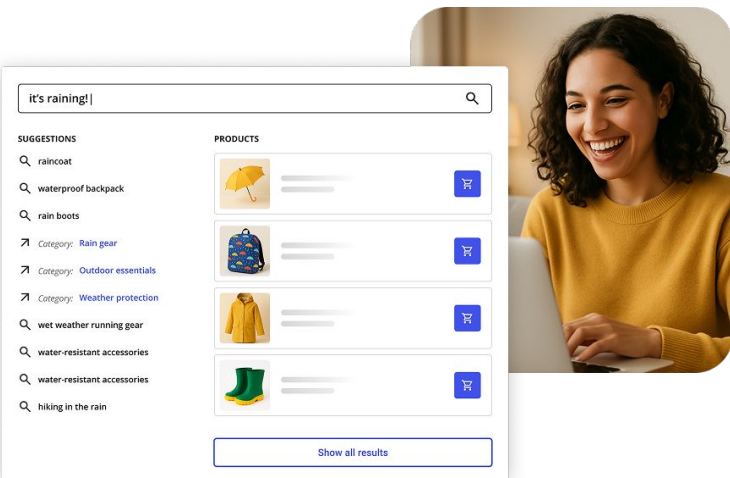 it's raining!
SUGGESTIONS
raincoat
waterproof backpack
rain boots
Category: Rain gear
Category: Outdoor essentials
Category: Weather protection
wet weather running gear
water-resistant accessories
water-resistant accessories
hiking in the rain
PRODUCTS
Show all results